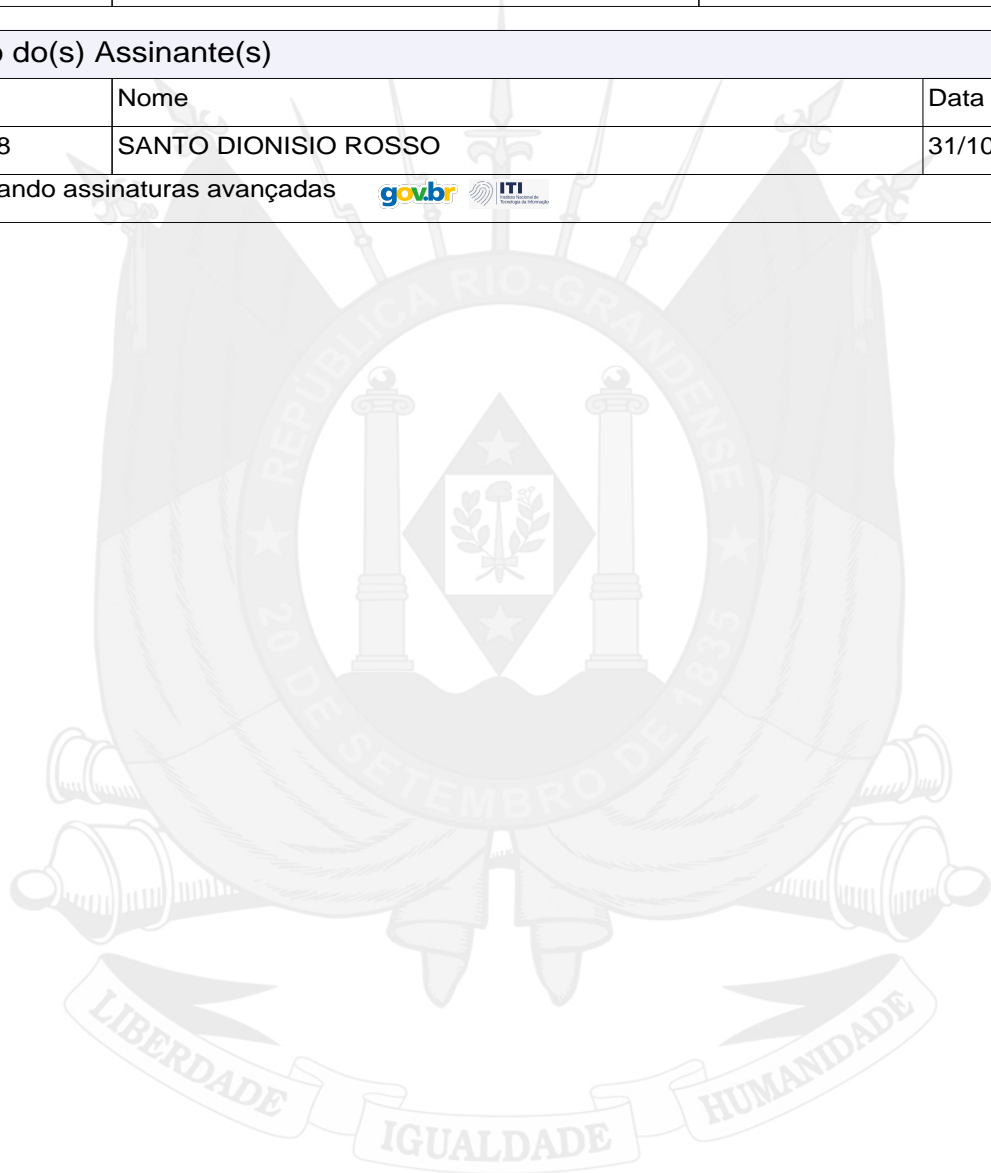 o do(s) Assinante(s)
Nome
Data
8
SANTO DIONISIO ROSSO
31/10
ando assinaturas avançadas
gov.br
ITI
REPÚBLICA RIO-GRANDENSE
20 DE SETEMBRO DE 1835
LIBERDADE
IGUALDADE
HUMANIDADE